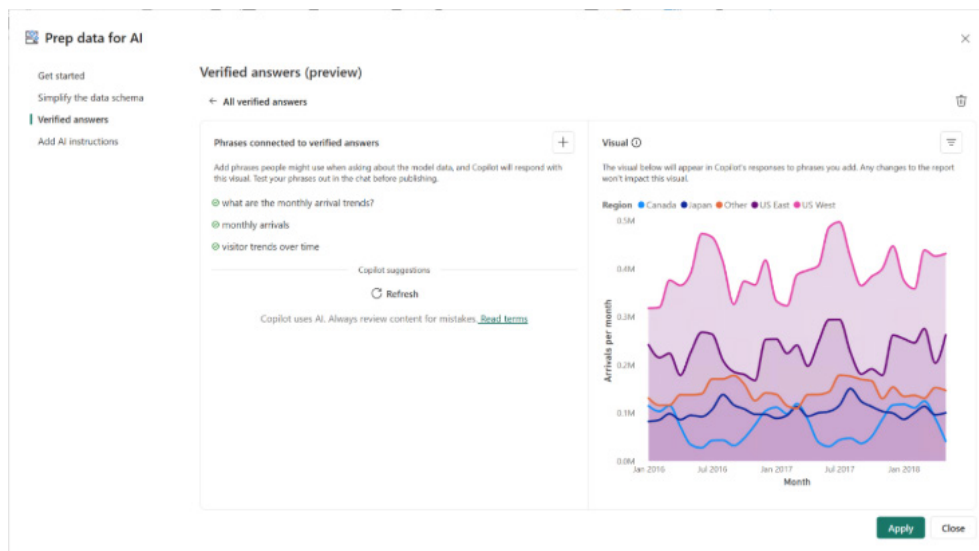 Prep data for AI
Get started
Simplify the data schema
Verified answers
Add AI instructions
Verified answers (preview)
← All verified answers
Phrases connected to verified answers
Add phrases people might use when asking about the model data, and Copilot will respond with
this visual. Test your phrases out in the chat before publishing.
what are the monthly arrival trends?
monthly arrivals
visitor trends over time
Copilot suggestions
Refresh
Copilot uses AI. Always review content for mistakes. Read terms
Visual
The visual below will appear in Copilot's responses to phrases you add. Any changes to the report
won't impact this visual.
Region Canada Japan Other US East US West
0.5M
0.4M
0.3M
0.2M
0.1M
0.0M
Arrivals per month
Jan 2016 Jul 2016 Jan 2017 Jul 2017 Jan 2018
Month
Apply Close